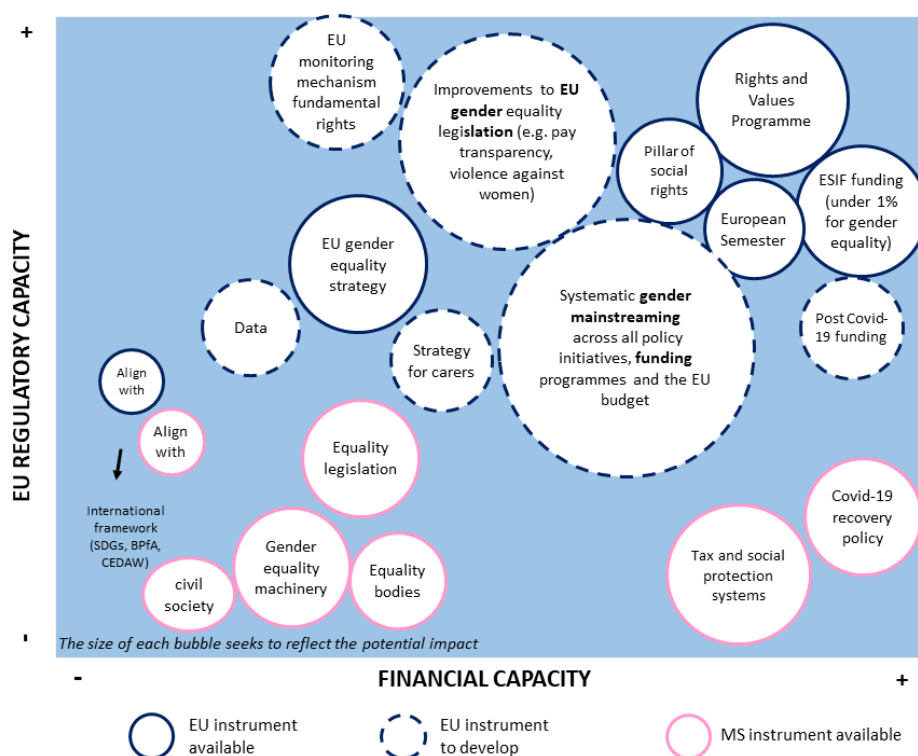 +
EU REGULATORY CAPACITY
-
EU
monitoring
mechanism
fundamental
rights
Improvements to EU
gender equality
legislation (e.g. pay
transparency,
violence against
women)
Rights and
Values
Programme
Pillar of
social
rights
ESIF funding
(under 1%
for gender
equality)
European
Semester
EU gender
equality
strategy
Data
Strategy
for carers
Systematic gender
mainstreaming
across all policy
initiatives, funding
programmes and the EU
budget
Post Covid-
19 funding
Align
with
Align
with
International
framework
(SDGs, BPfA,
CEDAW)
Equality
legislation
Gender
equality
machinery
civil
society
Equality
bodies
Covid-19
recovery
policy
Tax and social
protection
systems
The size of each bubble seeks to reflect the potential impact
-
FINANCIAL CAPACITY
+
EU instrument
available
EU instrument
to develop
MS instrument available